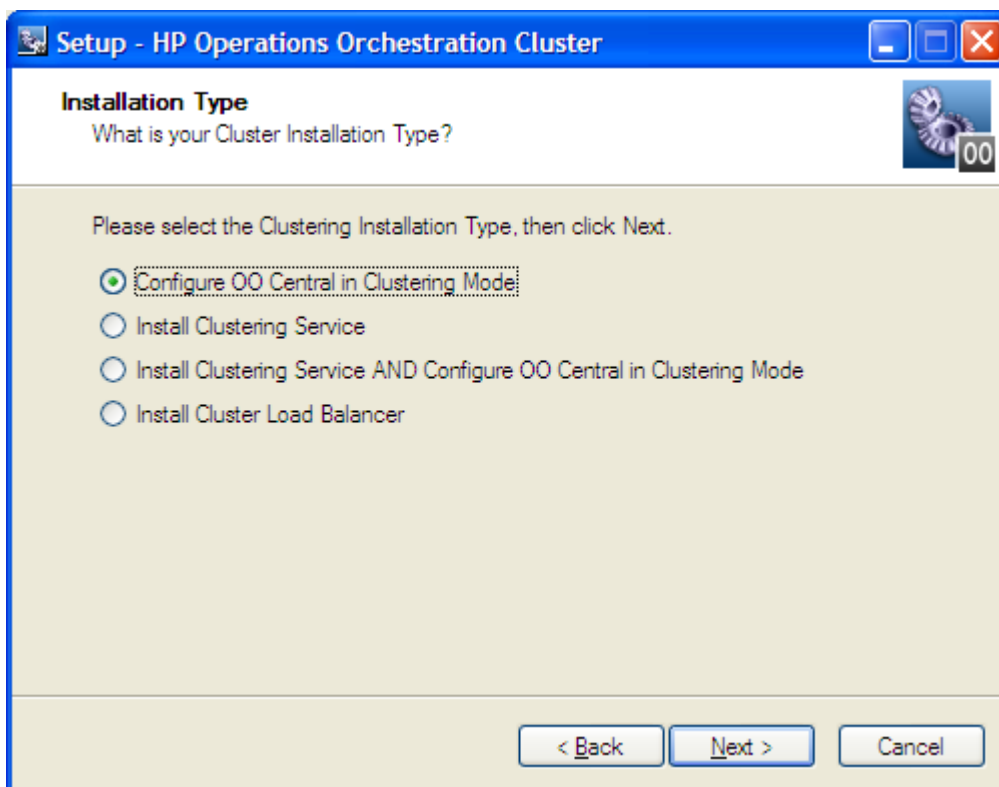 Setup - HP Operations Orchestration Cluster
Installation Type
What is your Cluster Installation Type?
OO
Please select the Clustering Installation Type, then click Next.
Configure OO Central in Clustering Mode
Install Clustering Service
Install Clustering Service AND Configure OO Central in Clustering Mode
Install Cluster Load Balancer
< Back
Next >
Cancel